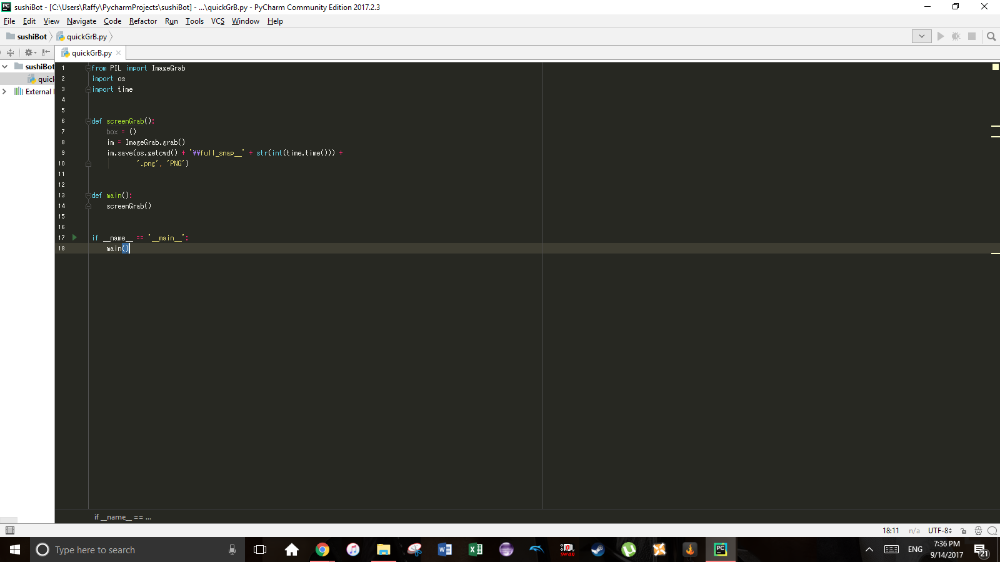 sushiBot - [C:\Users\Raffy\PycharmProjects\sushiBot] - ...\quickGrB.py - PyCharm Community Edition 2017.2.3
File Edit View Navigate Code Refactor Run Tools VCS Window Help
sushiBot quickGrB.py
quickGrB.py
sushiBot
quick
External
1 from PIL import ImageGrab
2 import os
3 import time
4
5
6 def screenGrab():
7 box = ()
8 im = ImageGrab.grab()
9 im.save(os.getcwd() + '¥¥full_snap__' + str(int(time.time())) +
10 '.png', 'PNG')
11
12
13 def main():
14 screenGrab()
15
16
17 if __name__ == '__main__':
18 main()
if __name__ == ...
18:11 n/a UTF-8
Type here to search
ENG
7:36 PM
9/14/2017
21